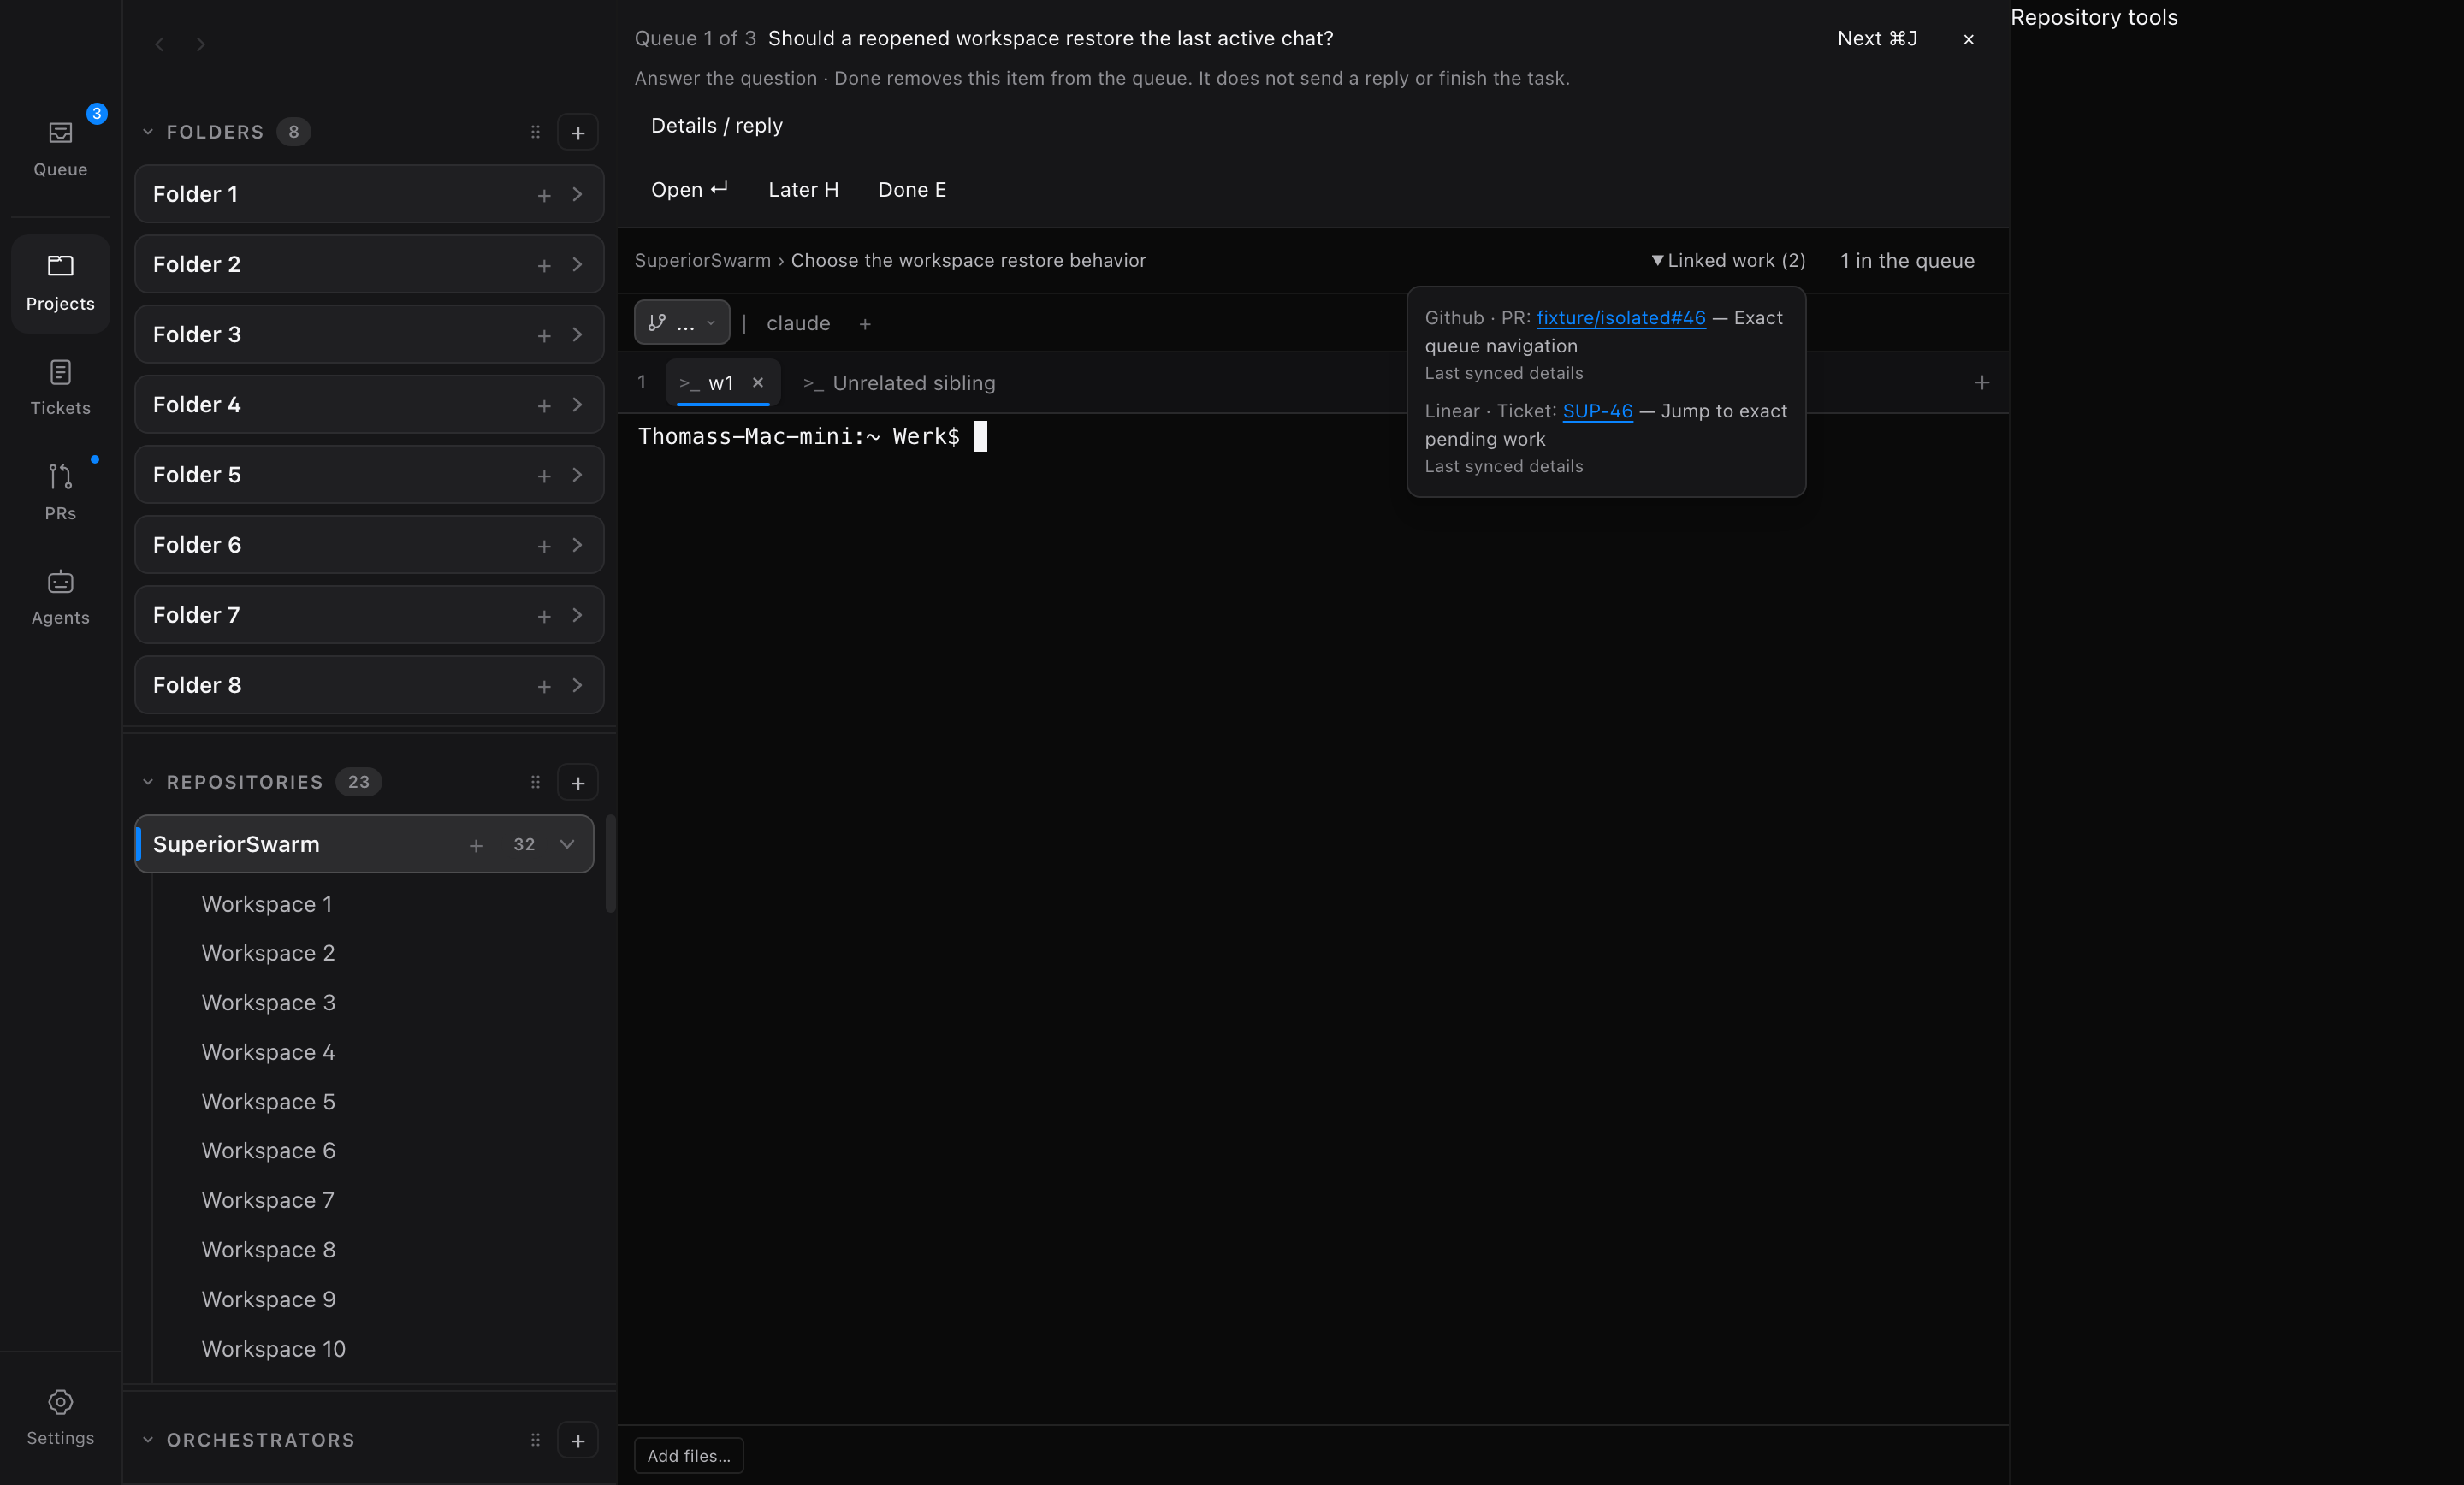 3
Queue
Projects
Tickets
PRs
Agents
Settings
FOLDERS 8
Folder 1
Folder 2
Folder 3
Folder 4
Folder 5
Folder 6
Folder 7
Folder 8
REPOSITORIES 23
SuperiorSwarm + 32
Workspace 1
Workspace 2
Workspace 3
Workspace 4
Workspace 5
Workspace 6
Workspace 7
Workspace 8
Workspace 9
Workspace 10
ORCHESTRATORS
Queue 1 of 3 Should a reopened workspace restore the last active chat? Next ⌘J ×
Answer the question · Done removes this item from the queue. It does not send a reply or finish the task.
Details / reply
Open ↵ Later H Done E
SuperiorSwarm › Choose the workspace restore behavior ▼Linked work (2) 1 in the queue
... | claude +
1 >_ w1 × >_ Unrelated sibling +
Github · PR: fixture/isolated#46 — Exact
queue navigation
Last synced details
Linear · Ticket: SUP-46 — Jump to exact
pending work
Last synced details
Thomass-Mac-mini:~ Werk$
Add files...
Repository tools